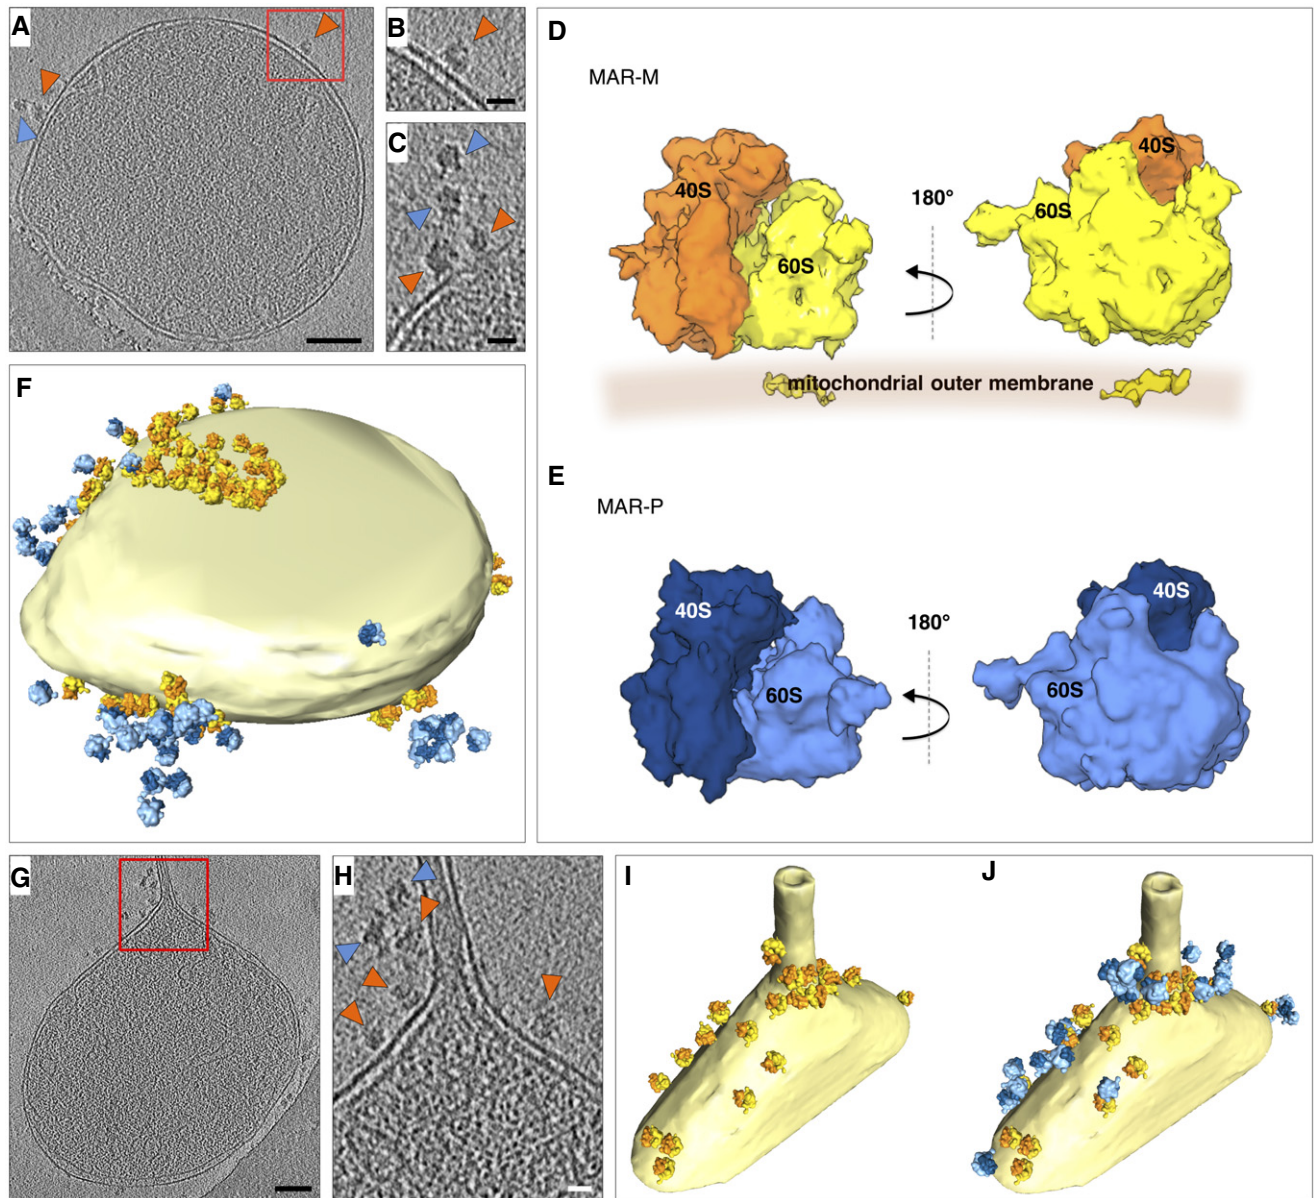 A
B
C
D
MAR-M
40S
60S
180°
40S
60S
mitochondrial outer membrane
E
MAR-P
40S
60S
180°
40S
60S
F
G
H
I
J